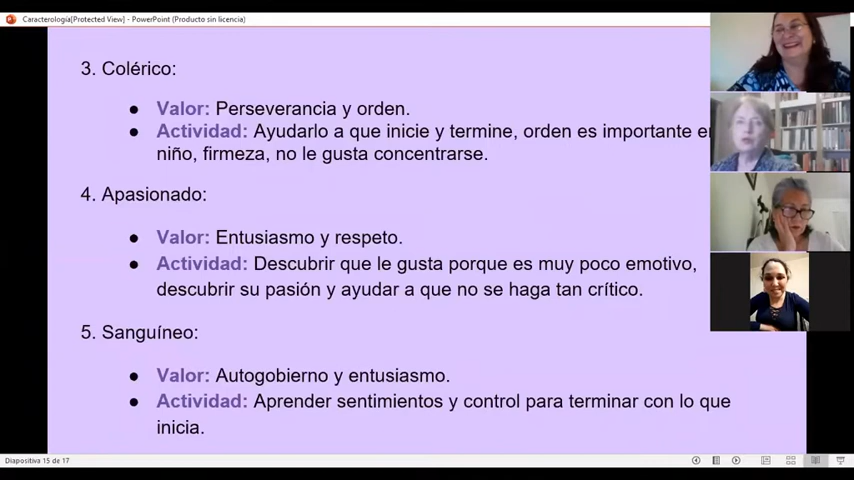 Caracterología[Protected View] - PowerPoint (Producto sin licencia)
3. Colérico:
● Valor: Perseverancia y orden.
● Actividad: Ayudarlo a que inicie y termine, orden es importante
niño, firmeza, no le gusta concentrarse.
4. Apasionado:
● Valor: Entusiasmo y respeto.
● Actividad: Descubrir que le gusta porque es muy poco emotivo,
descubrir su pasión y ayudar a que no se haga tan crítico.
5. Sanguíneo:
● Valor: Autogobierno y entusiasmo.
● Actividad: Aprender sentimientos y control para terminar con lo que
inicia.
Diapositiva 15 de 17